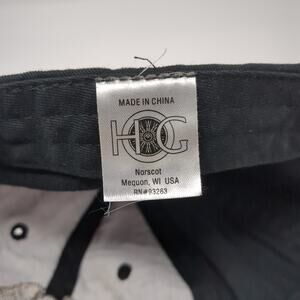 MADE IN CHINA
HOG
Norscot
Mequon, WI USA
RN# 93263